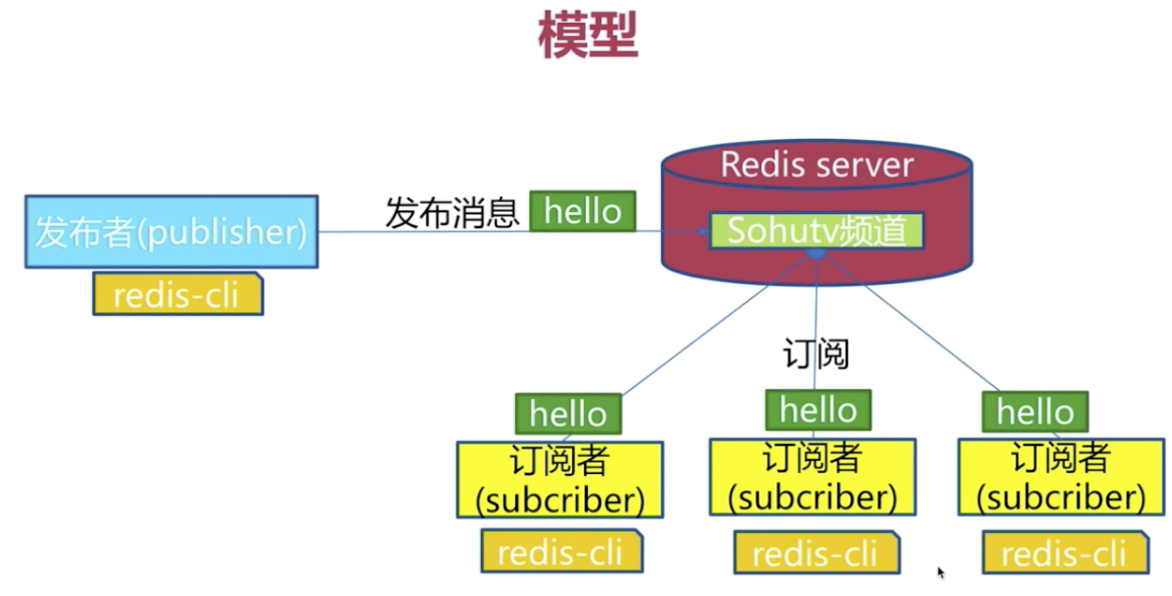 模型
Redis server
发布消息
hello
发布者(publisher)
Sohutv频道
redis-cli
订阅
hello
hello
hello
订阅者
(subcriber)
订阅者
(subcriber)
订阅者
(subcriber)
redis-cli
redis-cli
redis-cli